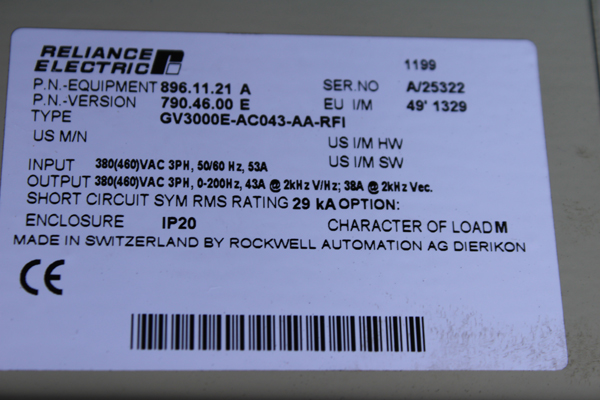 RELIANCE
ELECTRIC
1199
P.N.-EQUIPMENT 896.11.21 A SER.NO A/25322
P.N.-VERSION 790.46.00 E EU I/M 49' 1329
TYPE GV3000E-AC043-AA-RFI
US M/N US I/M HW
US I/M SW
INPUT 380(460)VAC 3PH, 50/60 Hz, 53A
OUTPUT 380(460)VAC 3PH, 0-200Hz, 43A @ 2kHz V/Hz; 38A @ 2kHz Vec.
SHORT CIRCUIT SYM RMS RATING 29 kA OPTION:
ENCLOSURE IP20 CHARACTER OF LOAD M
MADE IN SWITZERLAND BY ROCKWELL AUTOMATION AG DIERIKON
CE